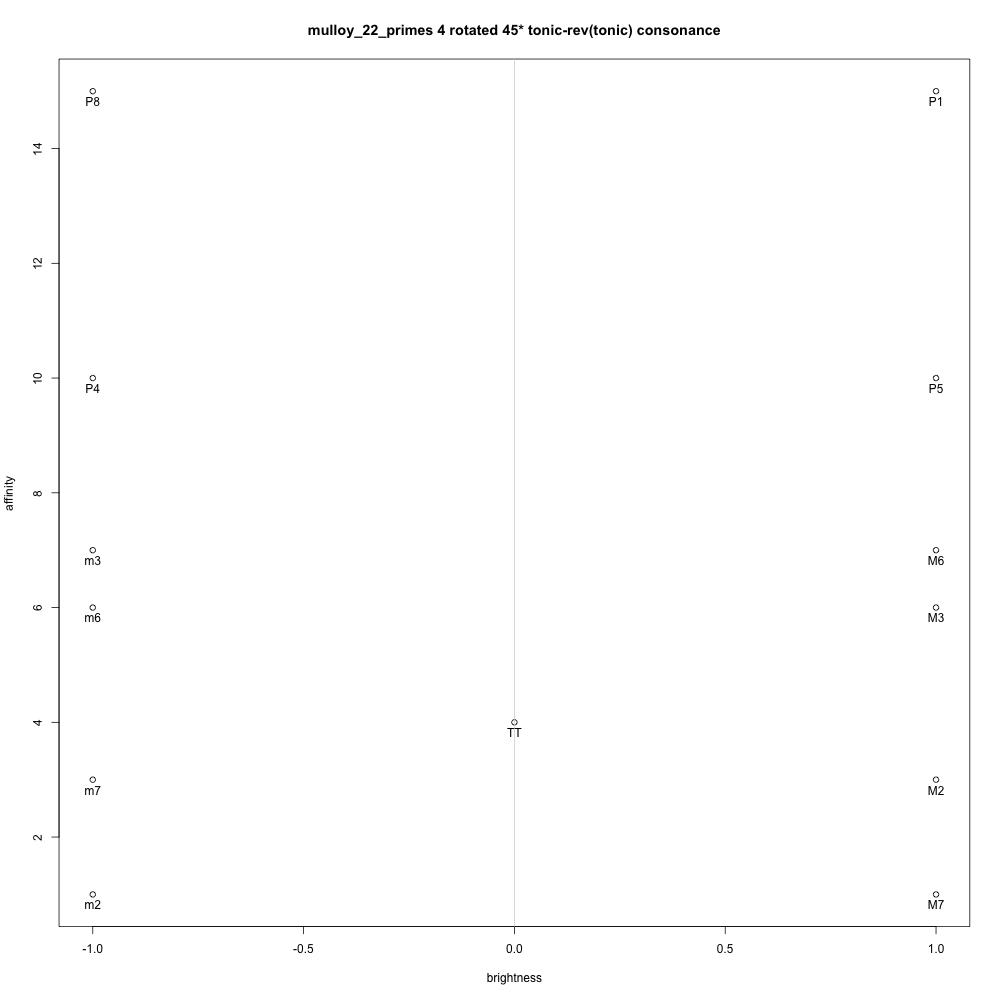 mulloy_22_primes 4 rotated 45* tonic-rev(tonic) consonance
P8
P1
14
12
10
P4
P5
affinity
8
m3
M6
6
m6
M3
4
TT
m7
M2
2
m2
M7
-1.0
-0.5
0.0
0.5
1.0
brightness